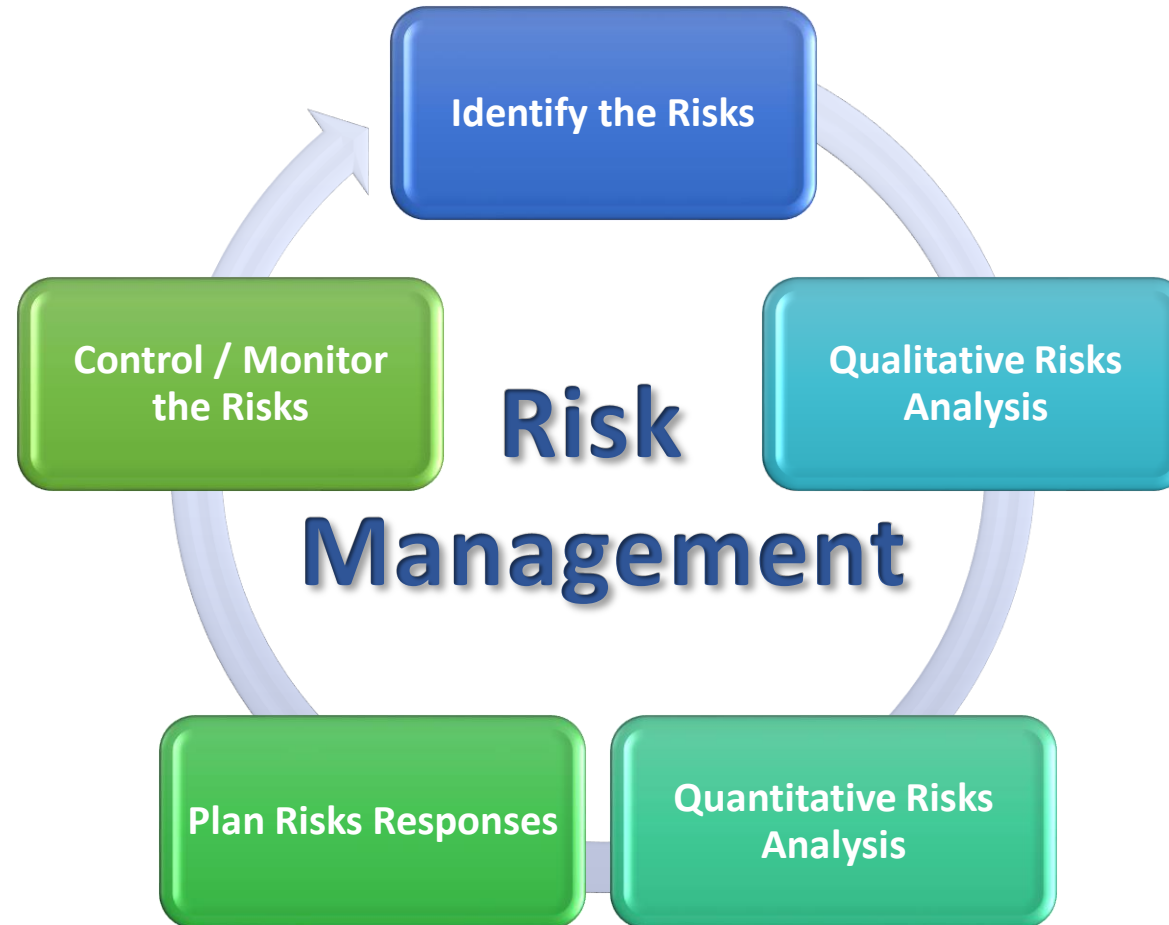 Identify the Risks
Qualitative Risks
Analysis
Quantitative Risks
Analysis
Plan Risks Responses
Control / Monitor
the Risks
Risk
Management